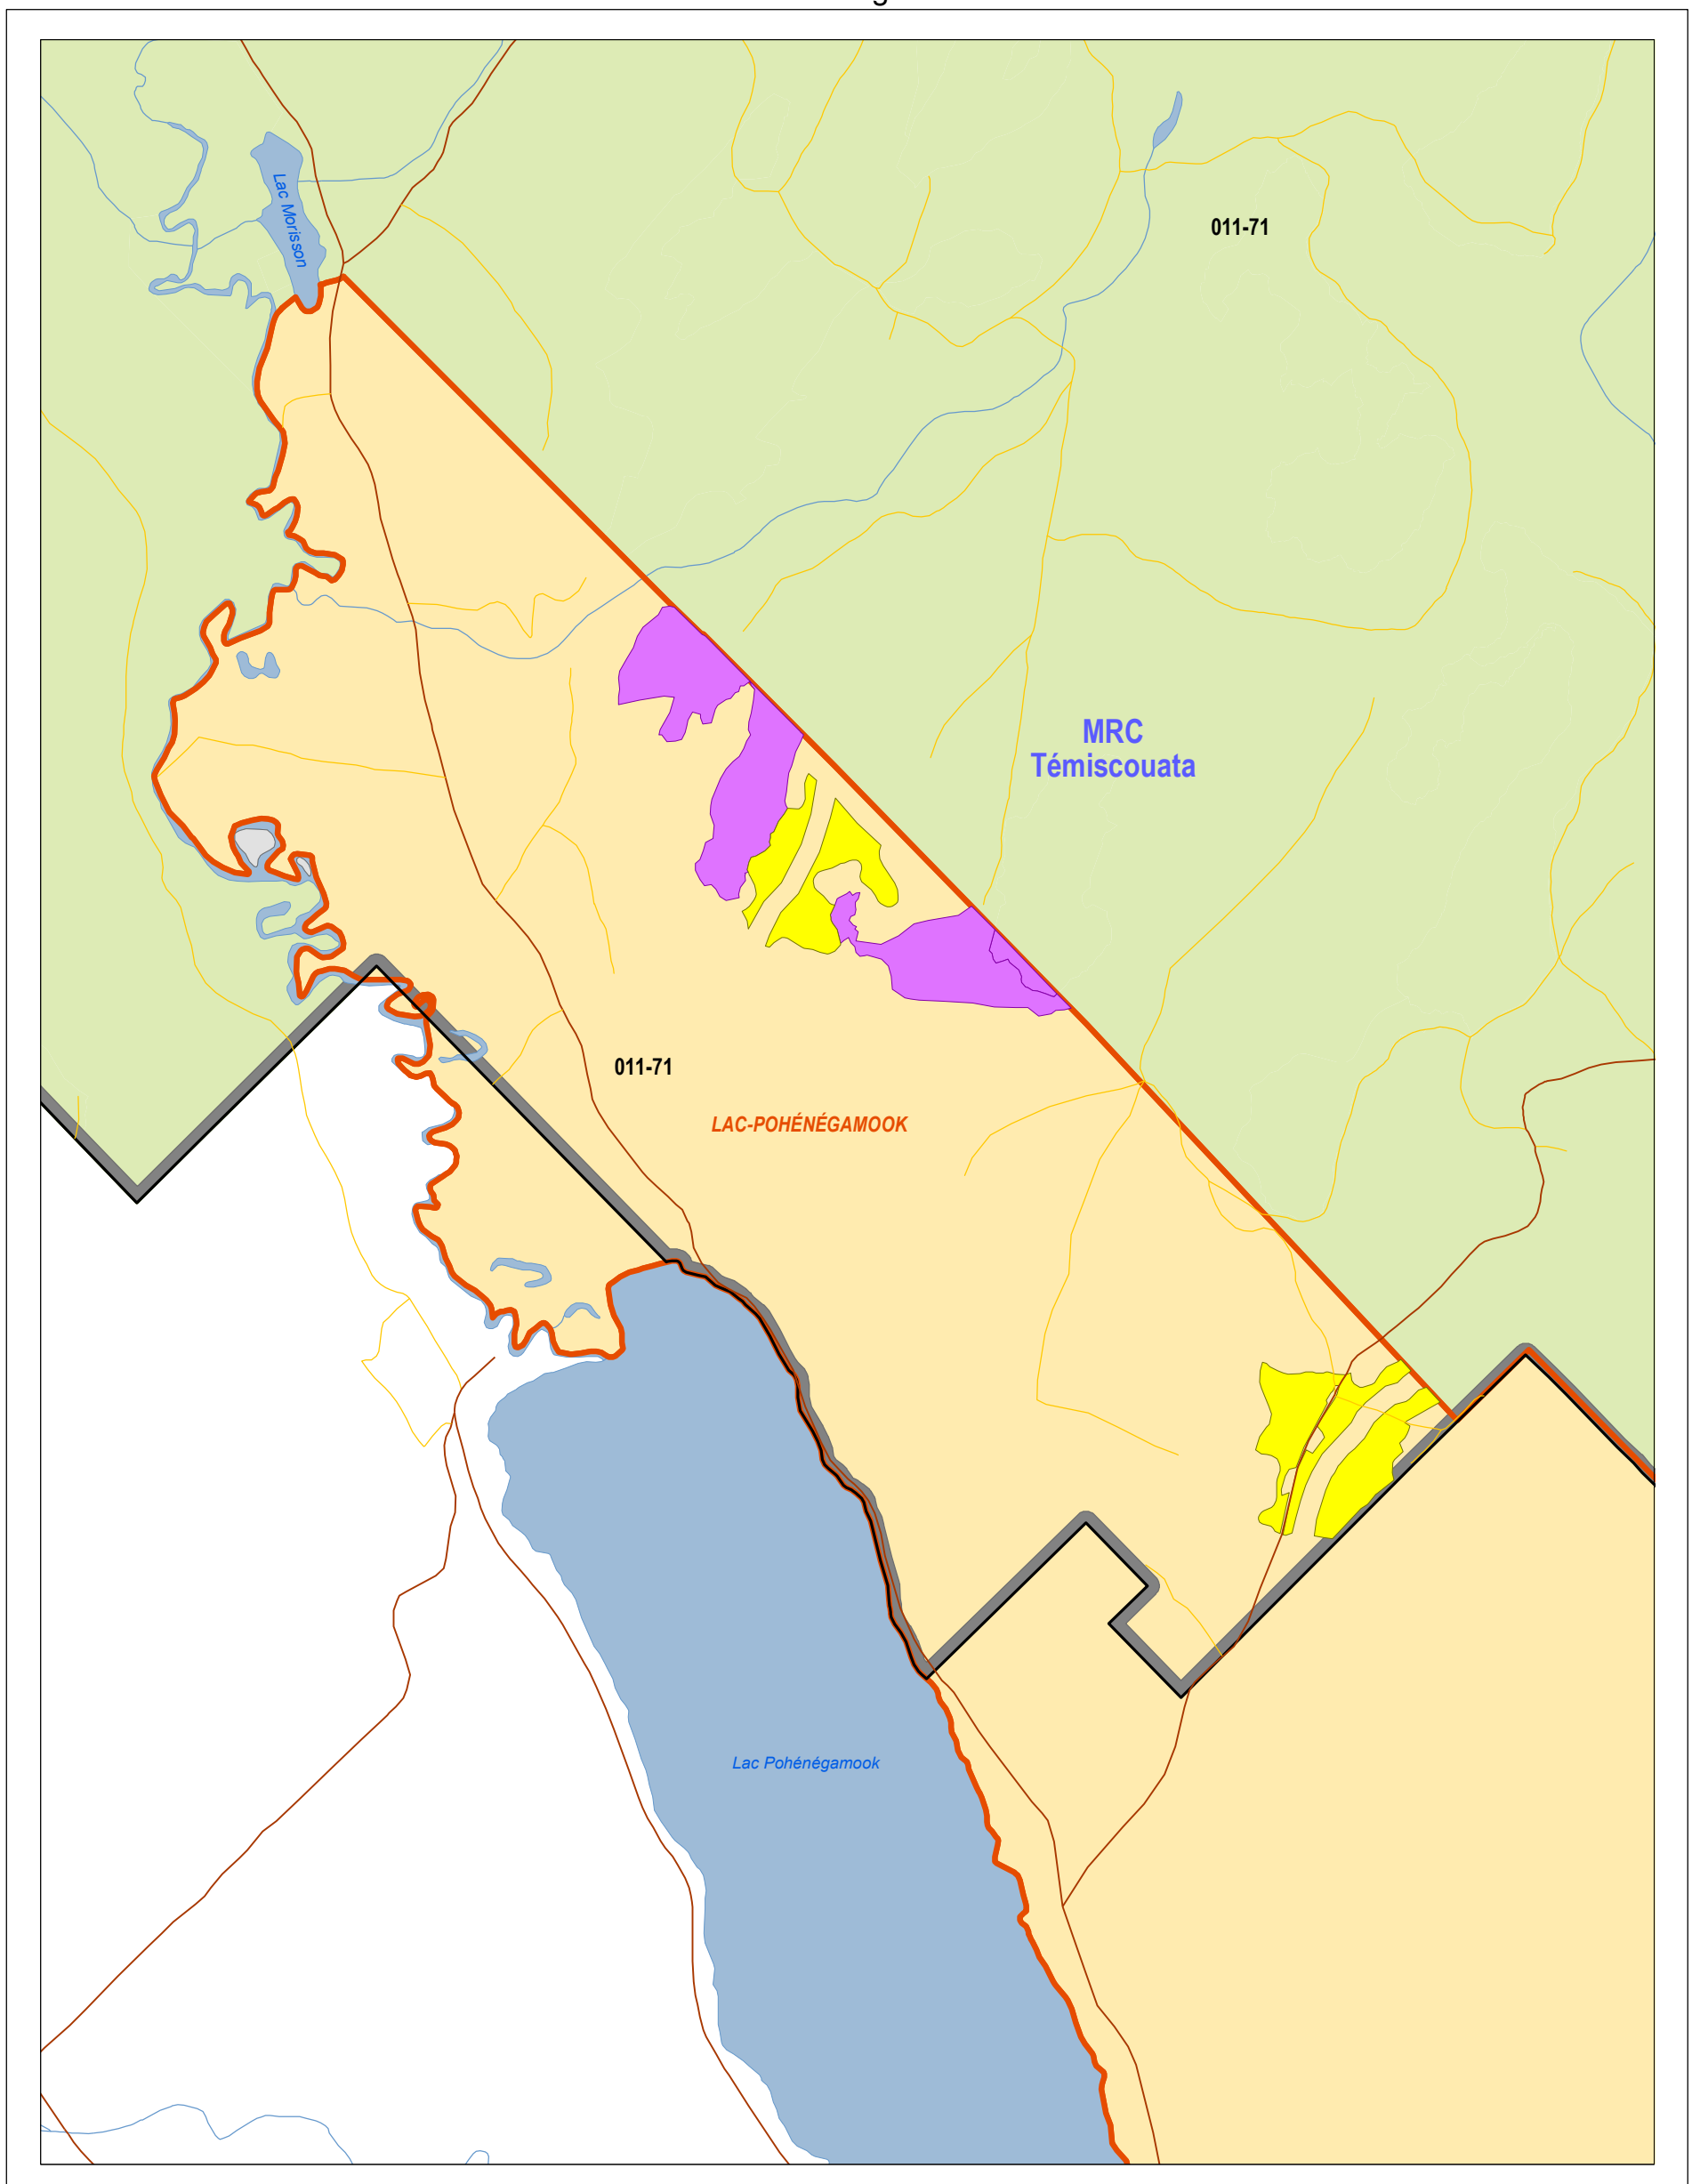 Lac Morisson
011-71
MRC
Témiscouata
011-71
LAC-POHÉNÉGAMOOK
Lac Pohénégamook